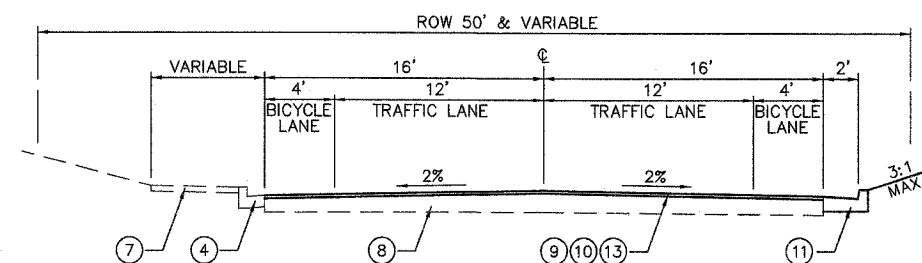 ROW 50' & VARIABLE
℄
VARIABLE 16' 16' 2'
4' 12' 12' 4'
BICYCLE LANE TRAFFIC LANE TRAFFIC LANE BICYCLE LANE
2% 2%
3:1 MAX
7 4 8 9 10 13 11